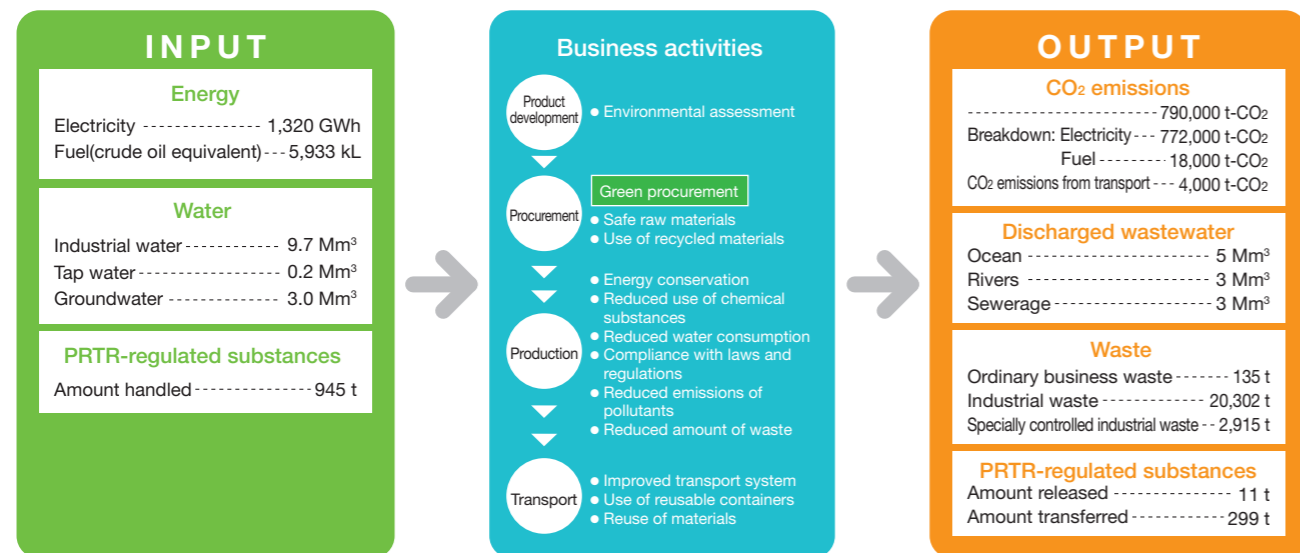 INPUT
Energy
Electricity --------------- 1,320 GWh
Fuel(crude oil equivalent)--- 5,933 kL
Water
Industrial water ------------ 9.7 Mm³
Tap water ------------------ 0.2 Mm³
Groundwater -------------- 3.0 Mm³
PRTR-regulated substances
Amount handled --------------- 945 t
Business activities
Product
development
● Environmental assessment
Procurement
Green procurement
● Safe raw materials
● Use of recycled materials
Production
● Energy conservation
● Reduced use of chemical
substances
● Reduced water consumption
● Compliance with laws and
regulations
● Reduced emissions of
pollutants
● Reduced amount of waste
Transport
● Improved transport system
● Use of reusable containers
● Reuse of materials
OUTPUT
CO₂ emissions
------------------------ 790,000 t-CO₂
Breakdown: Electricity --- 772,000 t-CO₂
Fuel -------- 18,000 t-CO₂
CO₂ emissions from transport --- 4,000 t-CO₂
Discharged wastewater
Ocean ----------------------- 5 Mm³
Rivers ------------------------ 3 Mm³
Sewerage ------------------- 3 Mm³
Waste
Ordinary business waste ------- 135 t
Industrial waste ------------- 20,302 t
Specially controlled industrial waste -- 2,915 t
PRTR-regulated substances
Amount released --------------- 11 t
Amount transferred ------------ 299 t